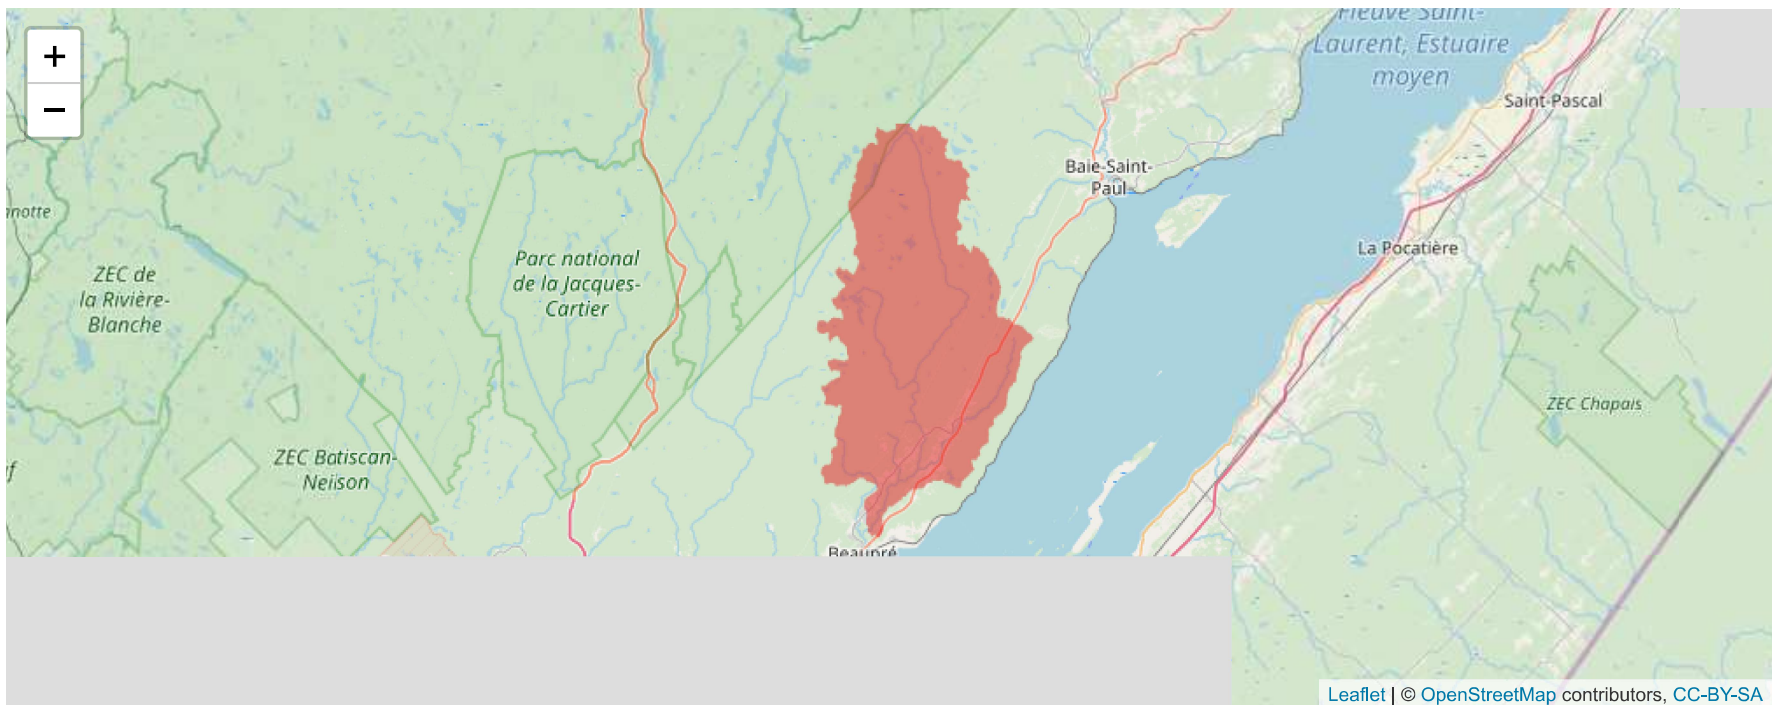 +
−
Fleuve Saint-
Laurent, Estuaire
moyen
Saint-Pascal
Baie-Saint-
Paul
La Pocatière
Parc national
de la Jacques-
Cartier
ZEC de
la Rivière-
Blanche
ZEC Chapais
ZEC Batiscan-
Neilson
Beaupré
Leaflet | © OpenStreetMap contributors, CC-BY-SA